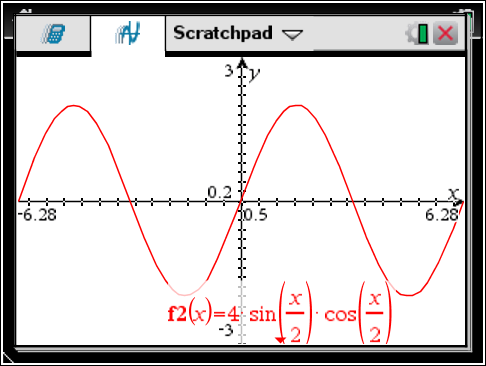 Scratchpad
3 y
0.2 x
-6.28 0.5 6.28
f2(x)=4·sin(x/2)·cos(x/2)
-3